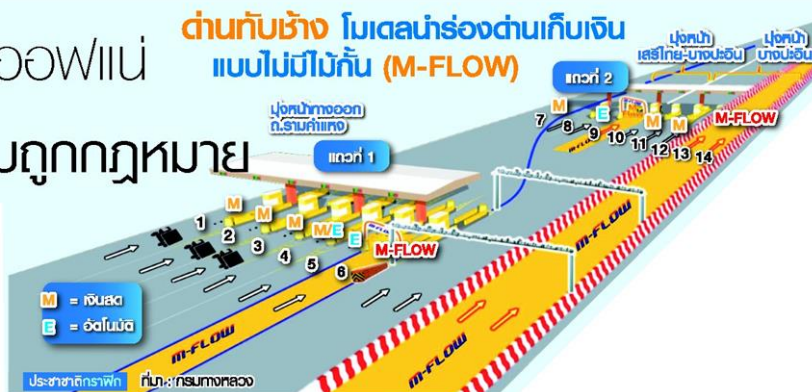 ออฟแน่
บถูกกฎหมาย
ด่านทับช้าง โมเดลนำร่องด่านเก็บเงิน
แบบไม่มีไม้กั้น (M-FLOW)
มุ่งหน้าทางออก
ถ.รามคำแหง
แถวที่ 1
แถวที่ 2
มุ่งหน้า
เสรีไทย-บางปะอิน
มุ่งหน้า
บางปะอิน
M
E
M
M
7 8 9 10 11 12 13 14
M-FLOW
M-FLOW
M
M
M
M/E
E
1 2 3 4 5 6
M-FLOW
M-FLOW
M-FLOW
M-FLOW
M = เงินสด
E = อัตโนมัติ
ประชาชาติกราฟิก ที่มา : กรมทางหลวง